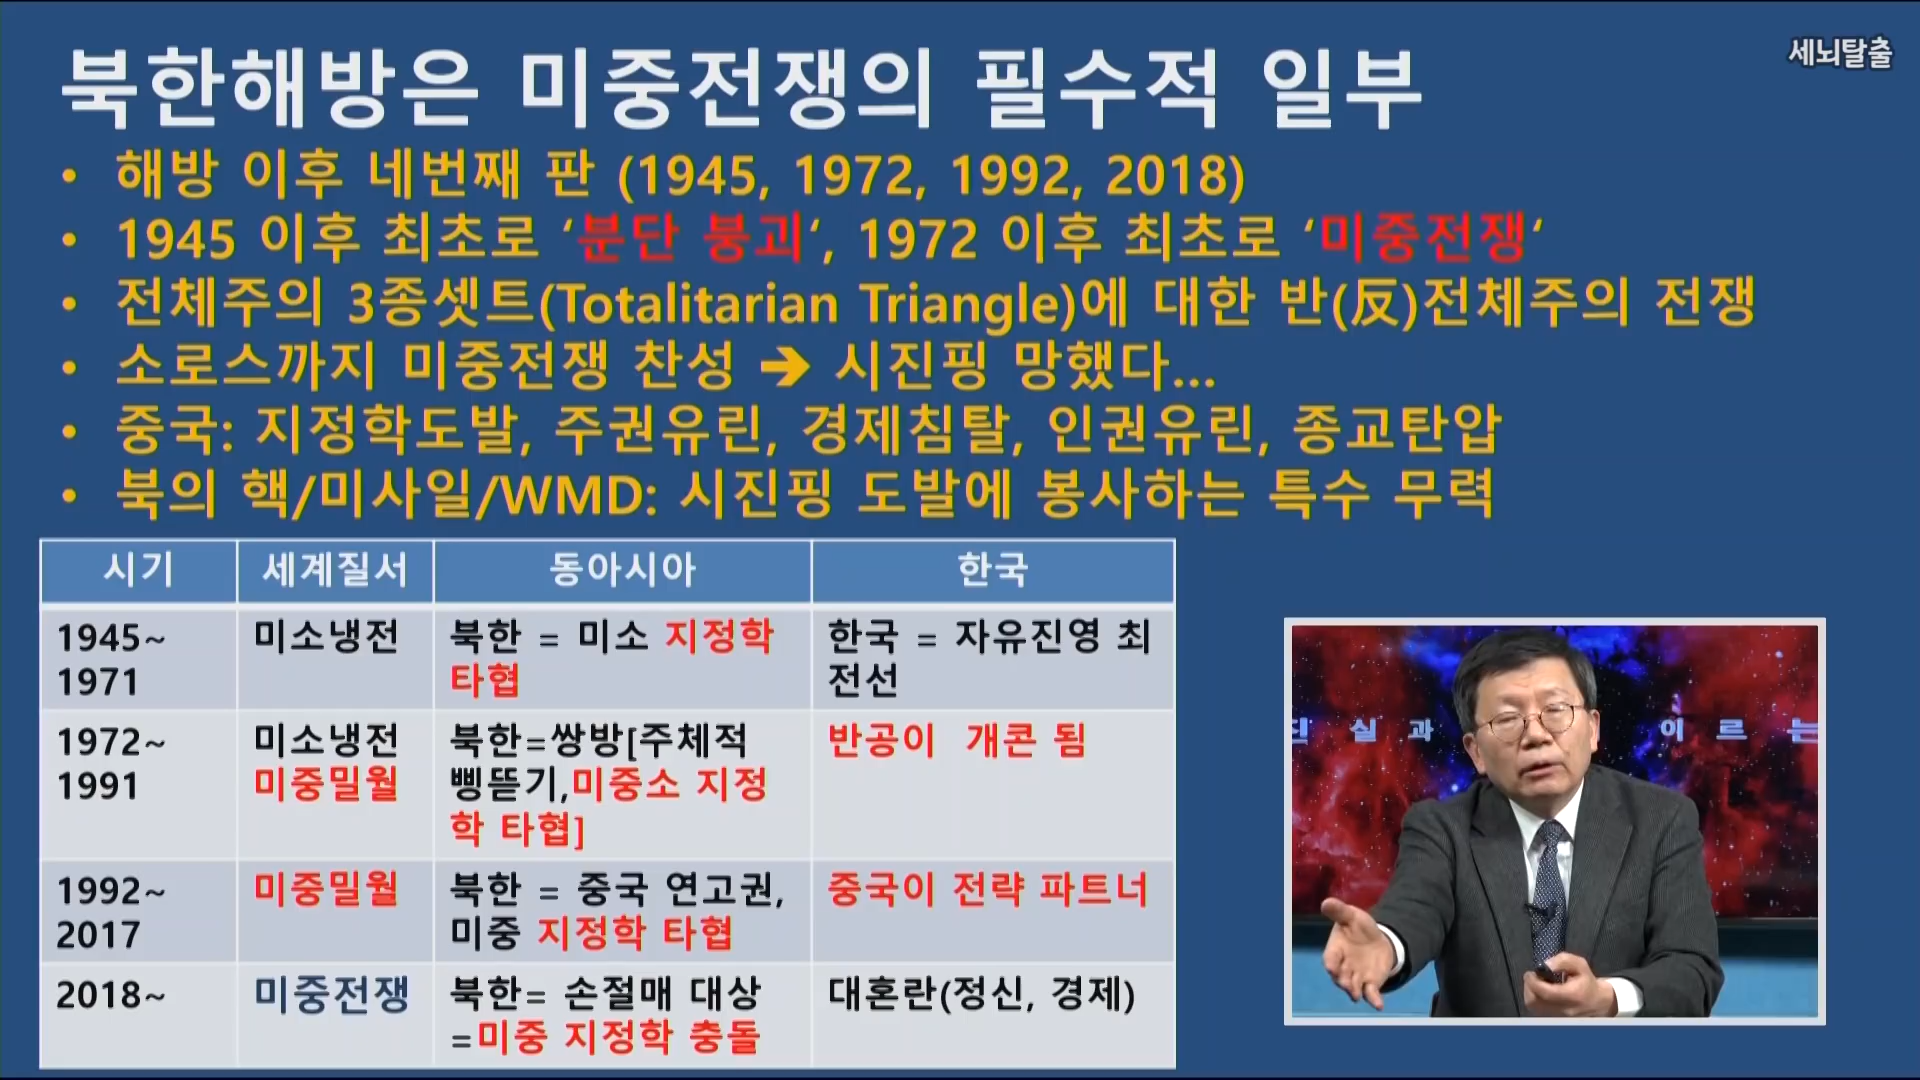 북한해방은 미중전쟁의 필수적 일부
세뇌탈출
• 해방 이후 네번째 판 (1945, 1972, 1992, 2018)
• 1945 이후 최초로 ‘분단 붕괴‘, 1972 이후 최초로 ‘미중전쟁‘
• 전체주의 3종셋트(Totalitarian Triangle)에 대한 반(反)전체주의 전쟁
• 소로스까지 미중전쟁 찬성 ➔ 시진핑 망했다...
• 중국: 지정학도발, 주권유린, 경제침탈, 인권유린, 종교탄압
• 북의 핵/미사일/WMD: 시진핑 도발에 봉사하는 특수 무력
시기 세계질서 동아시아 한국
1945~ 미소냉전 북한 = 미소 지정학 한국 = 자유진영 최
1971 타협 전선
1972~ 미소냉전 북한=쌍방[주체적 반공이 개콘 됨
1991 미중밀월 삥뜯기,미중소 지정
학 타협]
1992~ 미중밀월 북한 = 중국 연고권, 중국이 전략 파트너
2017 미중 지정학 타협
2018~ 미중전쟁 북한= 손절매 대상 대혼란(정신, 경제)
=미중 지정학 충돌
진 실 과 이 르 는